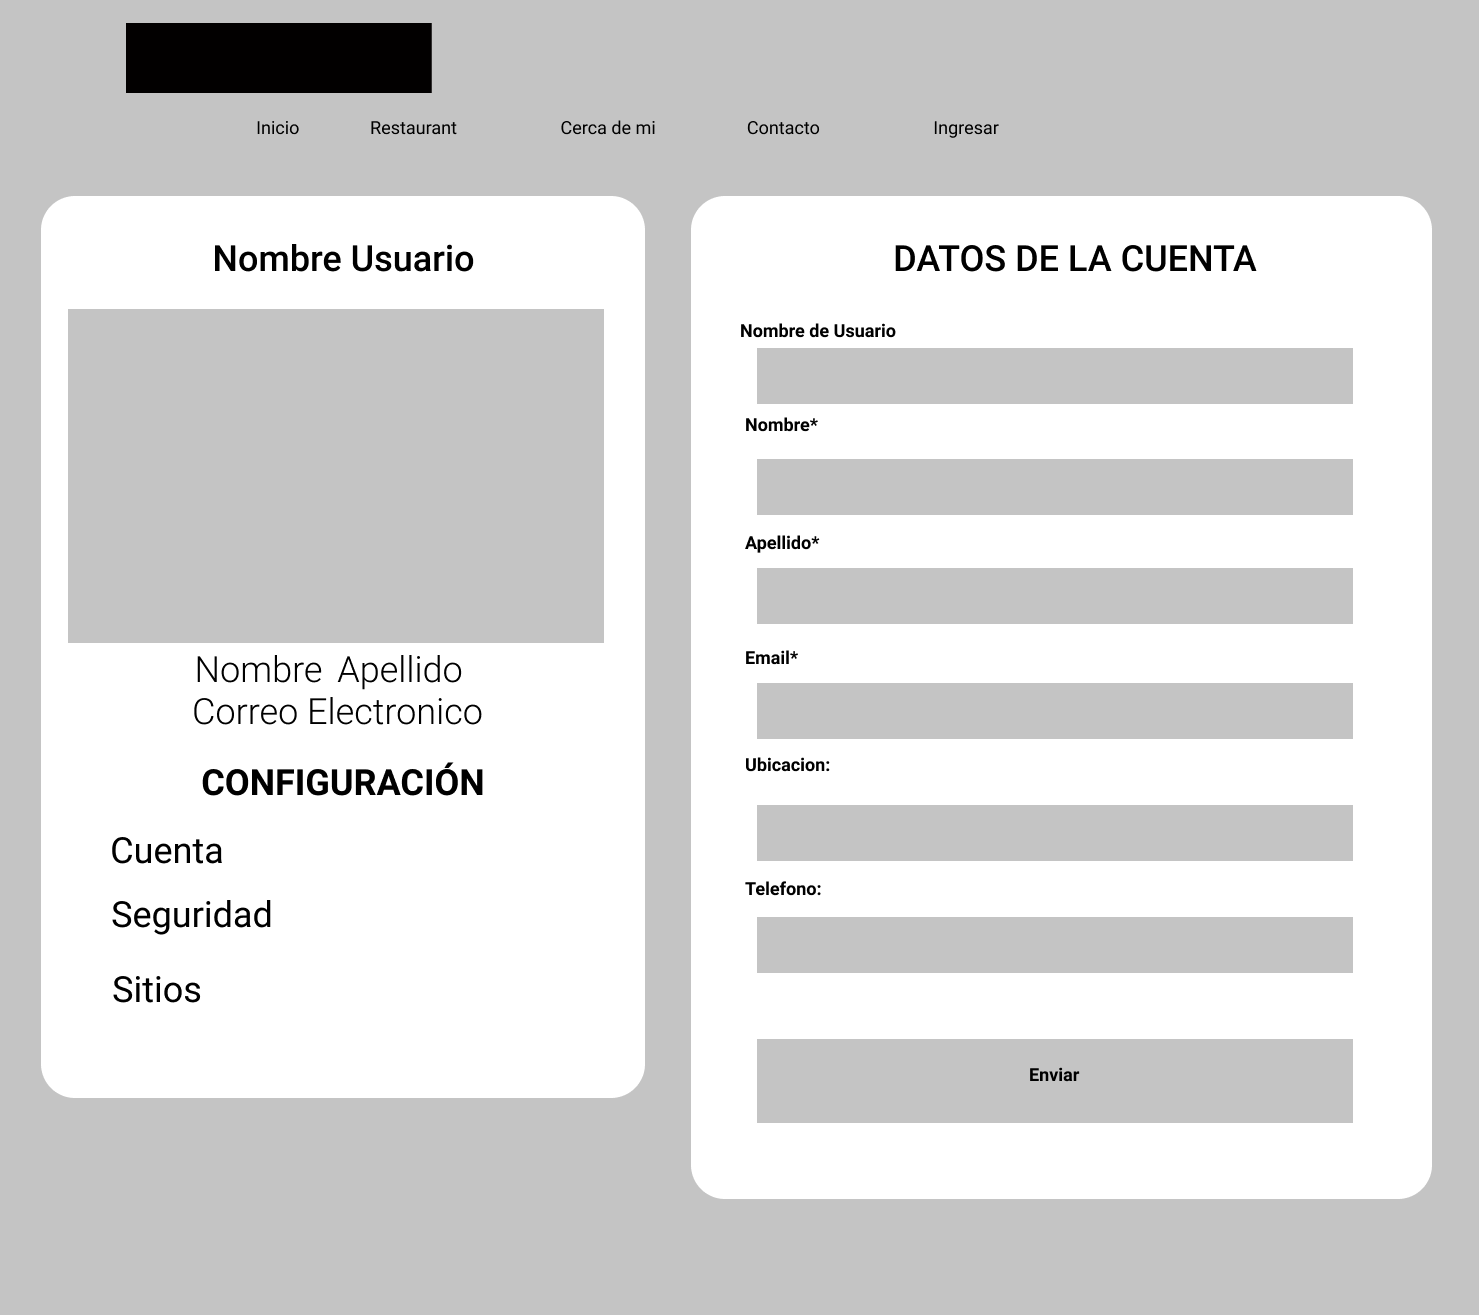 Inicio Restaurant Cerca de mi Contacto Ingresar
Nombre Usuario
Nombre Apellido
Correo Electronico
CONFIGURACIÓN
Cuenta
Seguridad
Sitios
DATOS DE LA CUENTA
Nombre de Usuario
Nombre*
Apellido*
Email*
Ubicacion:
Telefono:
Enviar